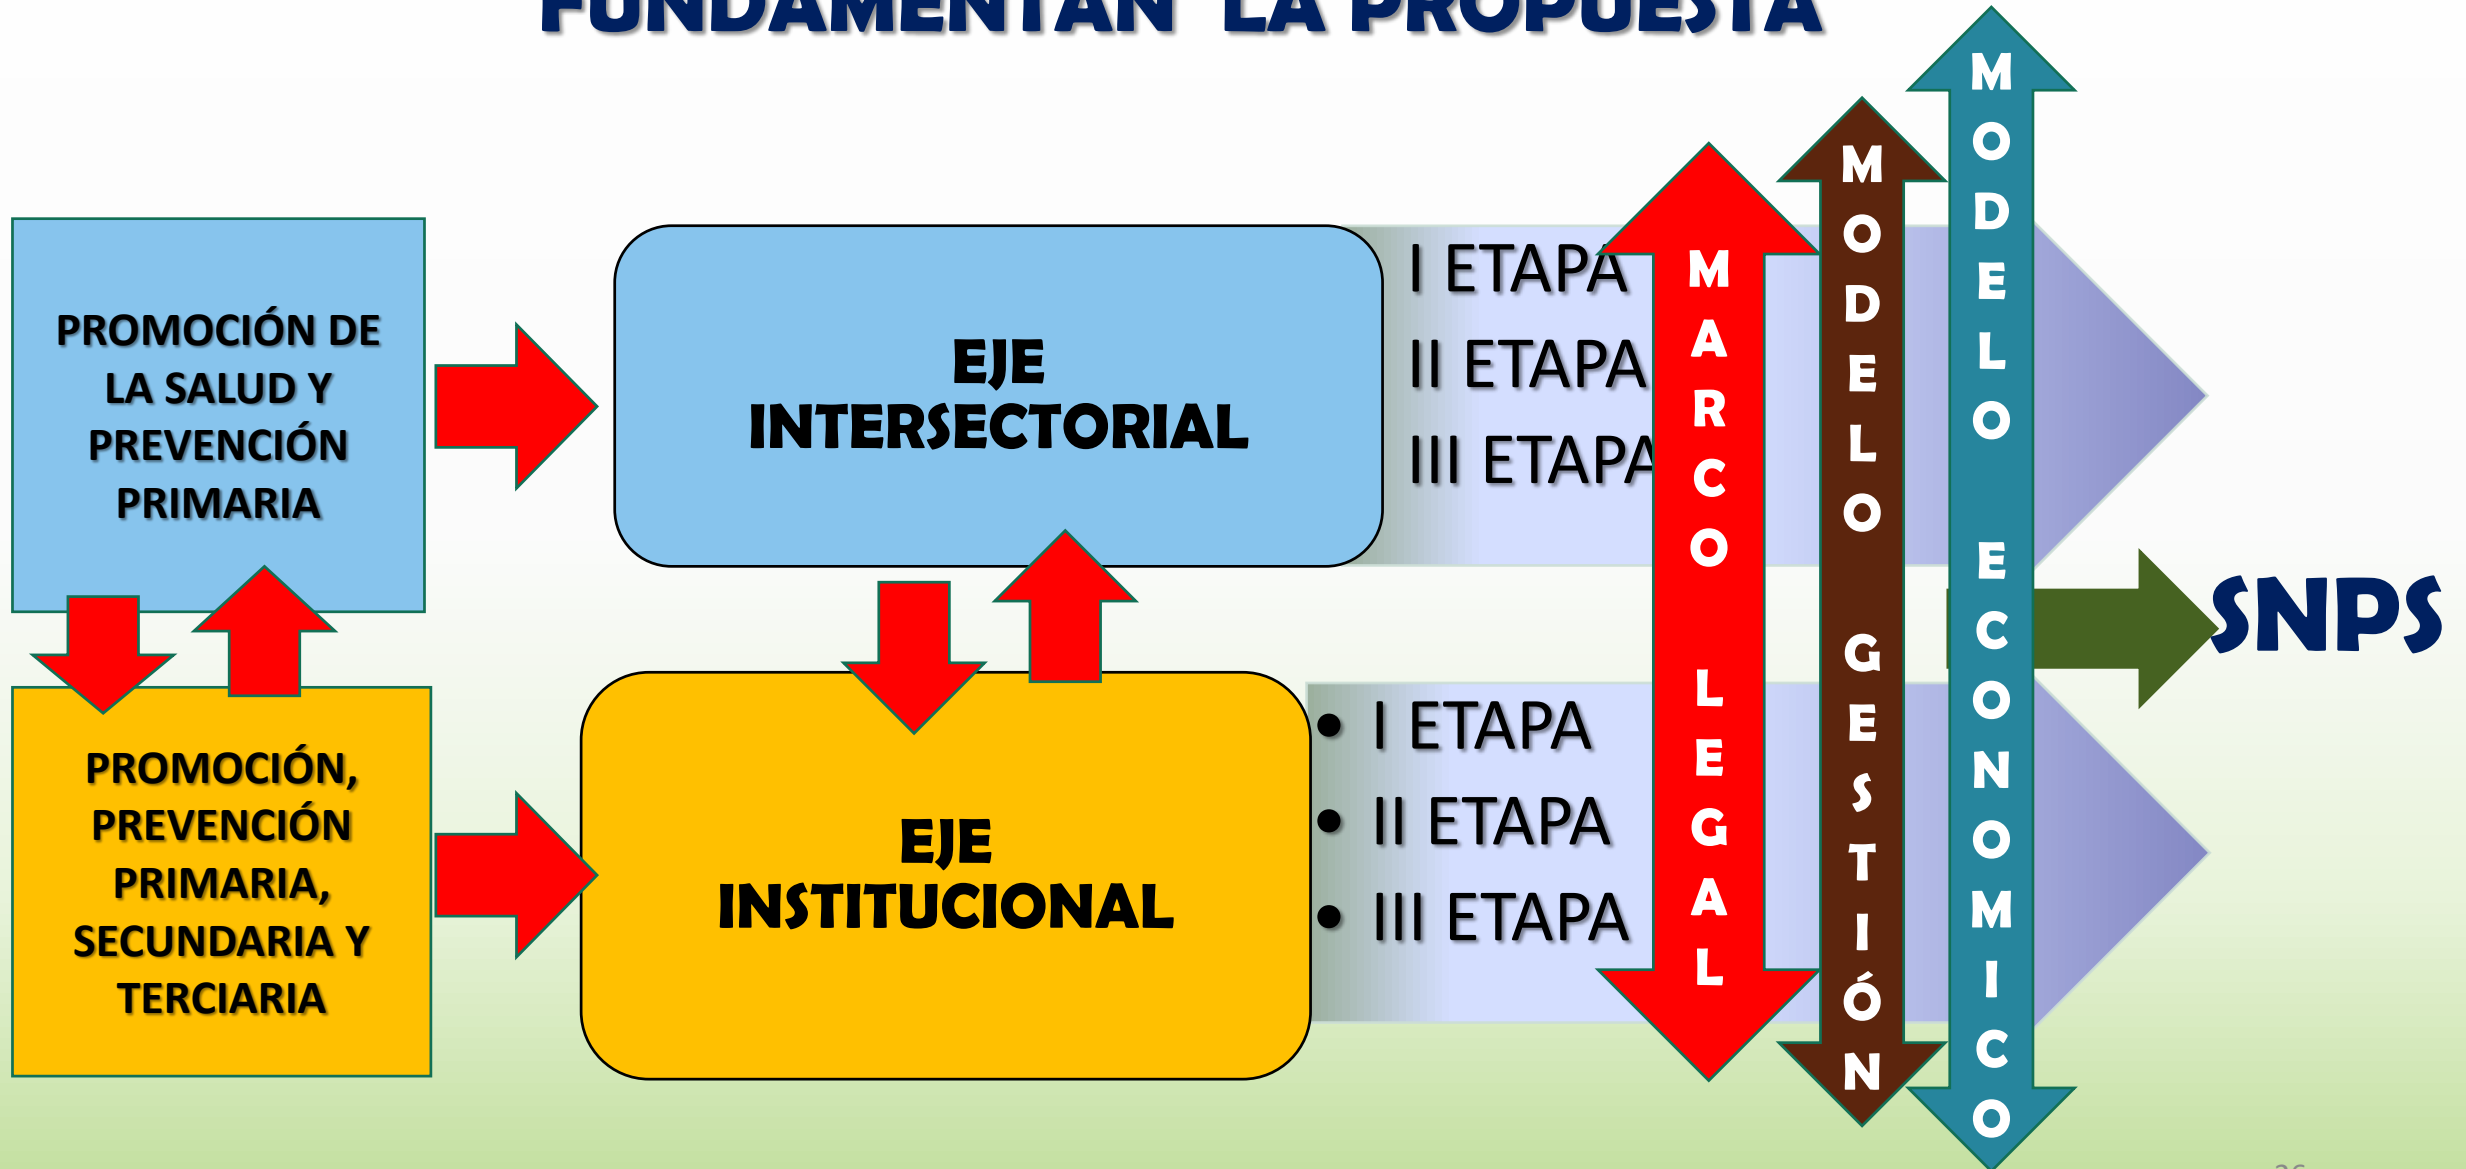 FUNDAMENTAN LA PROPUESTA
PROMOCIÓN DE
LA SALUD Y
PREVENCIÓN
PRIMARIA
EJE
INTERSECTORIAL
I ETAPA
II ETAPA
III ETAPA
PROMOCIÓN,
PREVENCIÓN
PRIMARIA,
SECUNDARIA Y
TERCIARIA
EJE
INSTITUCIONAL
• I ETAPA
• II ETAPA
• III ETAPA
MARCO LEGAL
MODELO GESTIÓN
MODELO ECONOMICO
SNPS